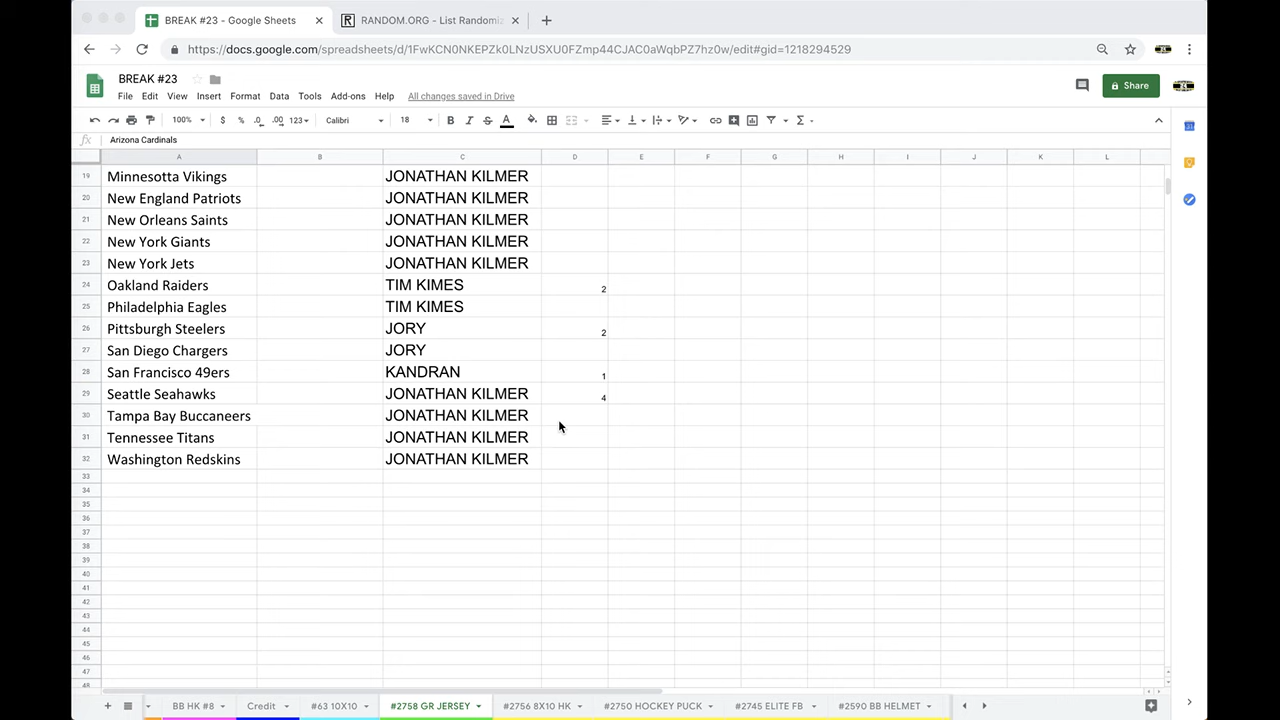 BREAK #23 - Google Sheets
RANDOM.ORG - List Randomi
https://docs.google.com/spreadsheets/d/1FwKCN0NKEPZk0LNzUSXU0FZmp44CJAC0aWqbPZ7hz0w/edit#gid=1218294529
BREAK #23
File Edit View Insert Format Data Tools Add-ons Help All changes saved in Drive
Share
100% $ % .0 .00 123 Calibri 18 B I S A
fx Arizona Cardinals
A B C D E F G H I J K L
19 Minnesotta Vikings JONATHAN KILMER
20 New England Patriots JONATHAN KILMER
21 New Orleans Saints JONATHAN KILMER
22 New York Giants JONATHAN KILMER
23 New York Jets JONATHAN KILMER
24 Oakland Raiders TIM KIMES 2
25 Philadelphia Eagles TIM KIMES
26 Pittsburgh Steelers JORY 2
27 San Diego Chargers JORY
28 San Francisco 49ers KANDRAN 1
29 Seattle Seahawks JONATHAN KILMER 4
30 Tampa Bay Buccaneers JONATHAN KILMER
31 Tennessee Titans JONATHAN KILMER
32 Washington Redskins JONATHAN KILMER
33
34
35
36
37
38
39
40
41
42
43
44
45
46
47
48
BB HK #8 Credit #63 10X10 #2758 GR JERSEY #2756 8X10 HK #2750 HOCKEY PUCK #2745 ELITE FB #2590 BB HELMET